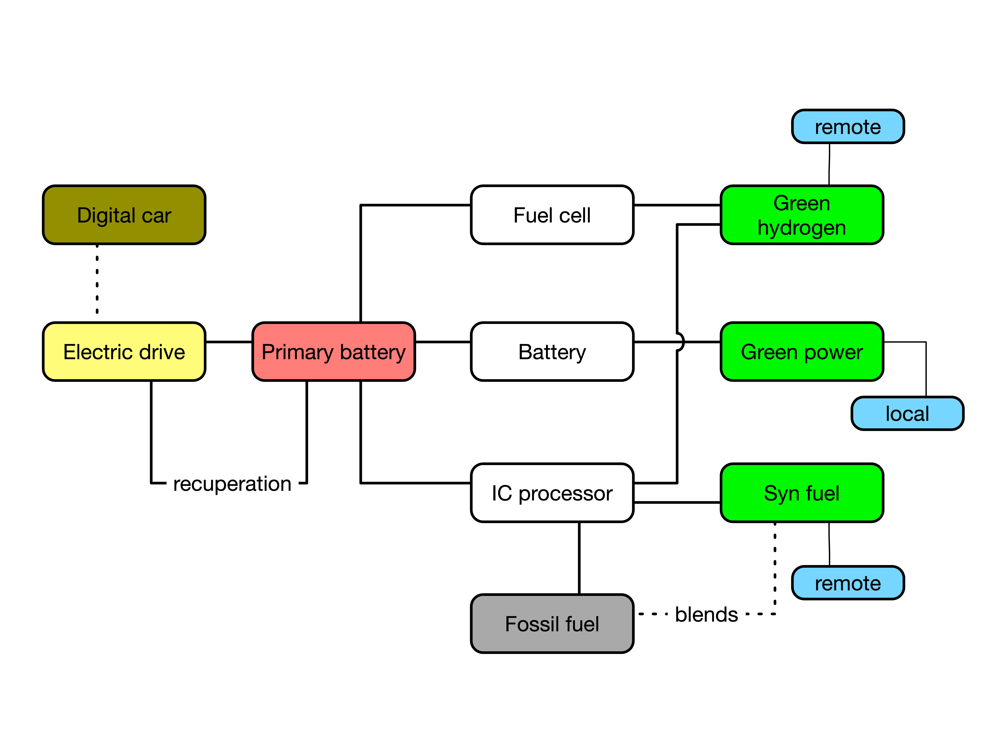 remote
Digital car
Fuel cell
Green
hydrogen
Electric drive
Primary battery
Battery
Green power
local
recuperation
IC processor
Syn fuel
remote
Fossil fuel
blends